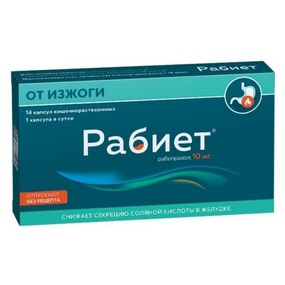 ОТ ИЗЖОГИ
14 капсул кишечнорастворимых
1 капсула в сутки
Рабиет®
рабепразол, 10 мг
ОТПУСКАЮТ
БЕЗ РЕЦЕПТА
СНИЖАЕТ СЕКРЕЦИЮ СОЛЯНОЙ КИСЛОТЫ В ЖЕЛУДКЕ